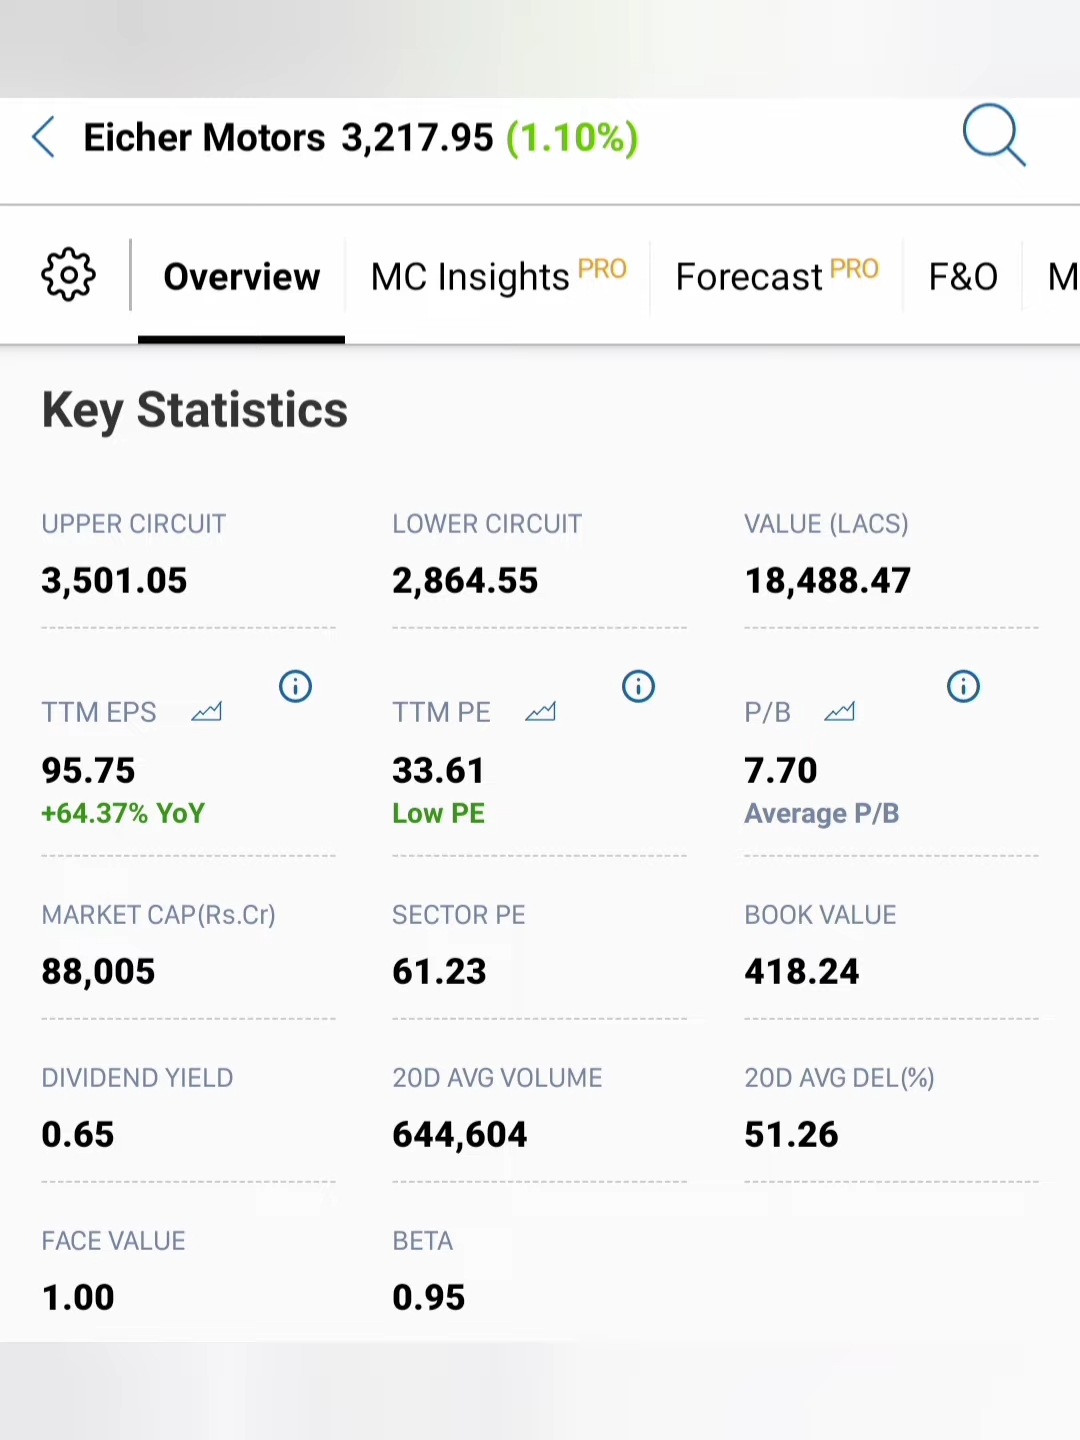 Eicher Motors 3,217.95 (1.10%)
Overview MC Insights PRO Forecast PRO F&O M
Key Statistics
UPPER CIRCUIT LOWER CIRCUIT VALUE (LACS)
3,501.05 2,864.55 18,488.47
TTM EPS TTM PE P/B
95.75 33.61 7.70
+64.37% YoY Low PE Average P/B
MARKET CAP(Rs.Cr) SECTOR PE BOOK VALUE
88,005 61.23 418.24
DIVIDEND YIELD 20D AVG VOLUME 20D AVG DEL(%)
0.65 644,604 51.26
FACE VALUE BETA
1.00 0.95